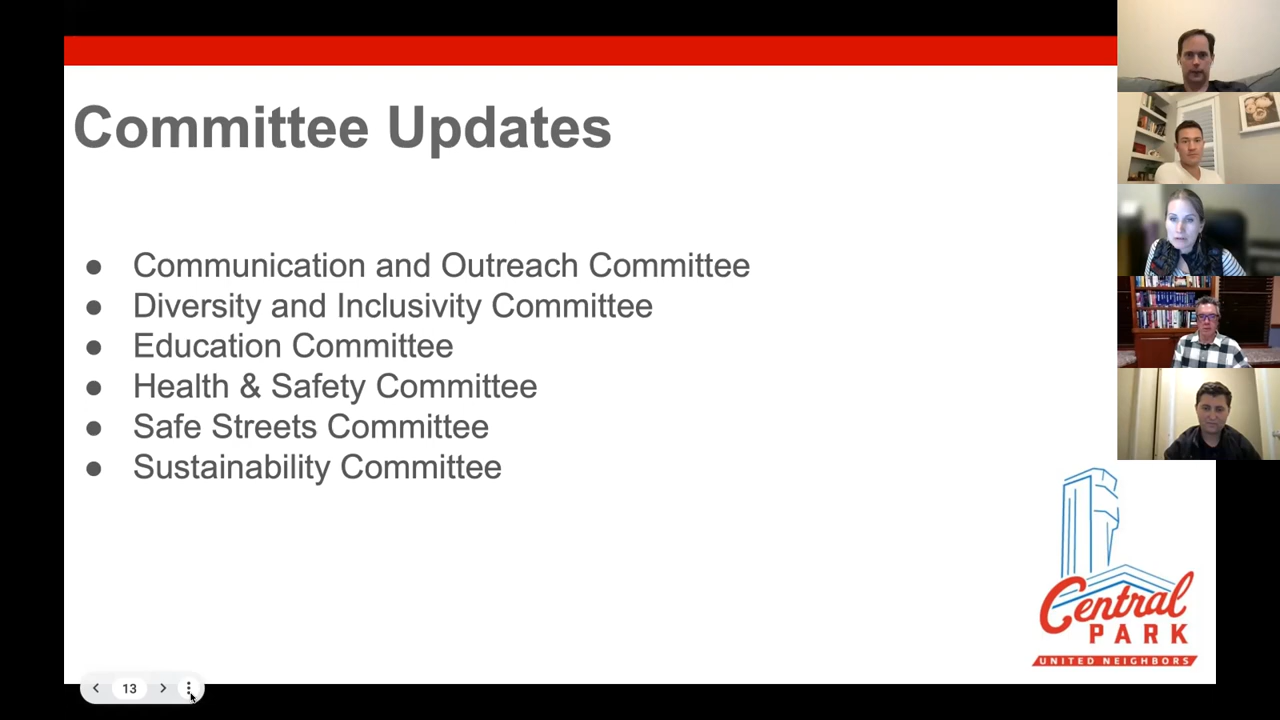 Committee Updates
● Communication and Outreach Committee
● Diversity and Inclusivity Committee
● Education Committee
● Health & Safety Committee
● Safe Streets Committee
● Sustainability Committee
Central
PARK
UNITED NEIGHBORS
13